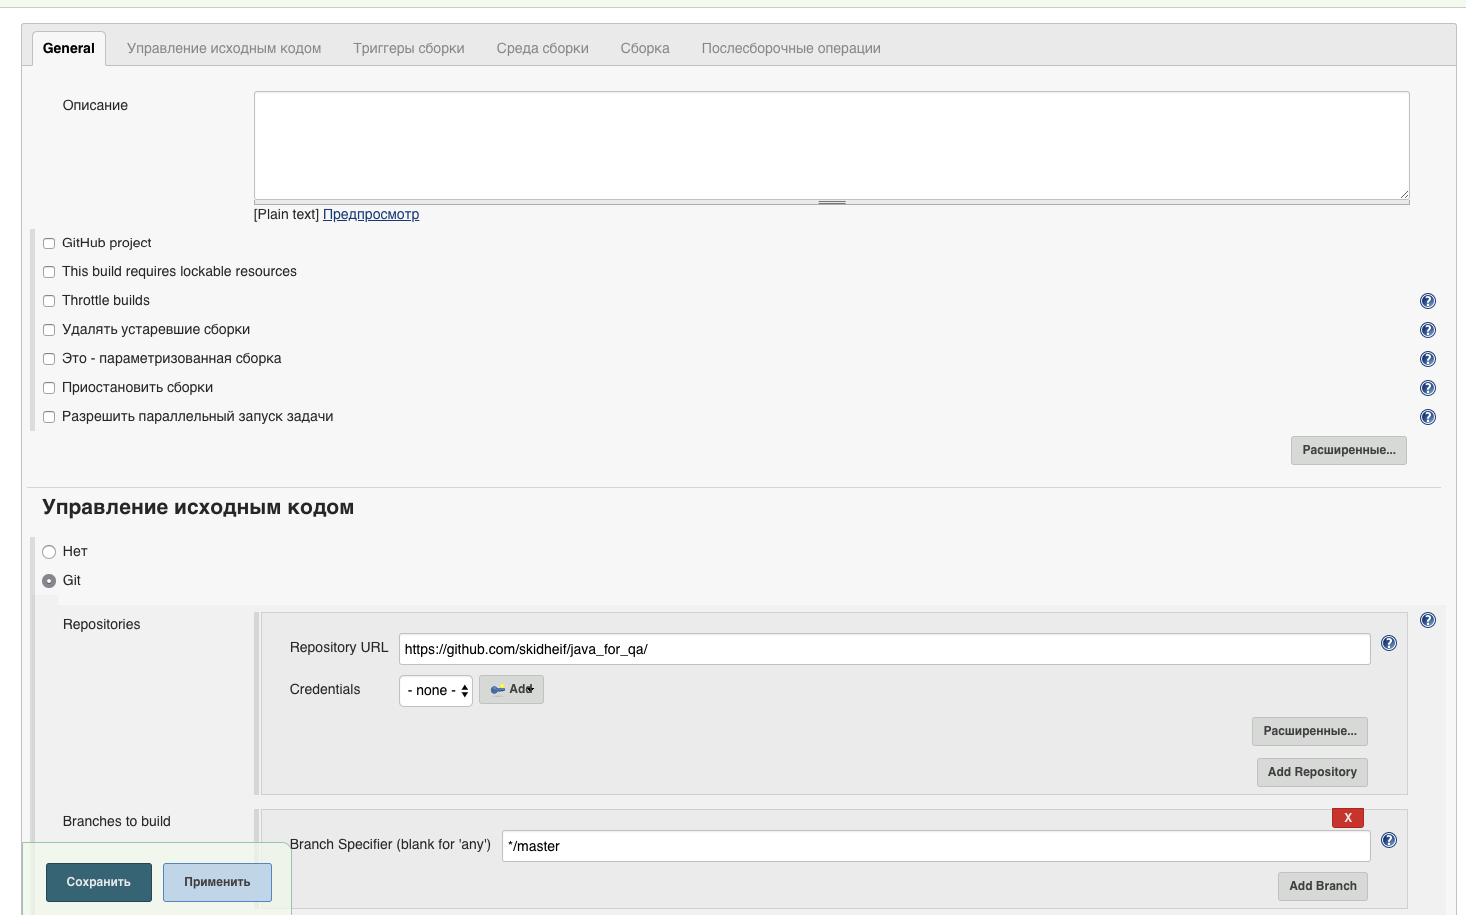 General Управление исходным кодом Триггеры сборки Среда сборки Сборка Послесборочные операции
Описание
[Plain text] Предпросмотр
GitHub project
This build requires lockable resources
Throttle builds
Удалять устаревшие сборки
Это - параметризованная сборка
Приостановить сборки
Разрешить параллельный запуск задачи
Расширенные...
Управление исходным кодом
Нет
Git
Repositories
Repository URL https://github.com/skidheif/java_for_qa/
Credentials - none - Add
Расширенные...
Add Repository
Branches to build
X
Branch Specifier (blank for 'any') */master
Add Branch
Сохранить Применить